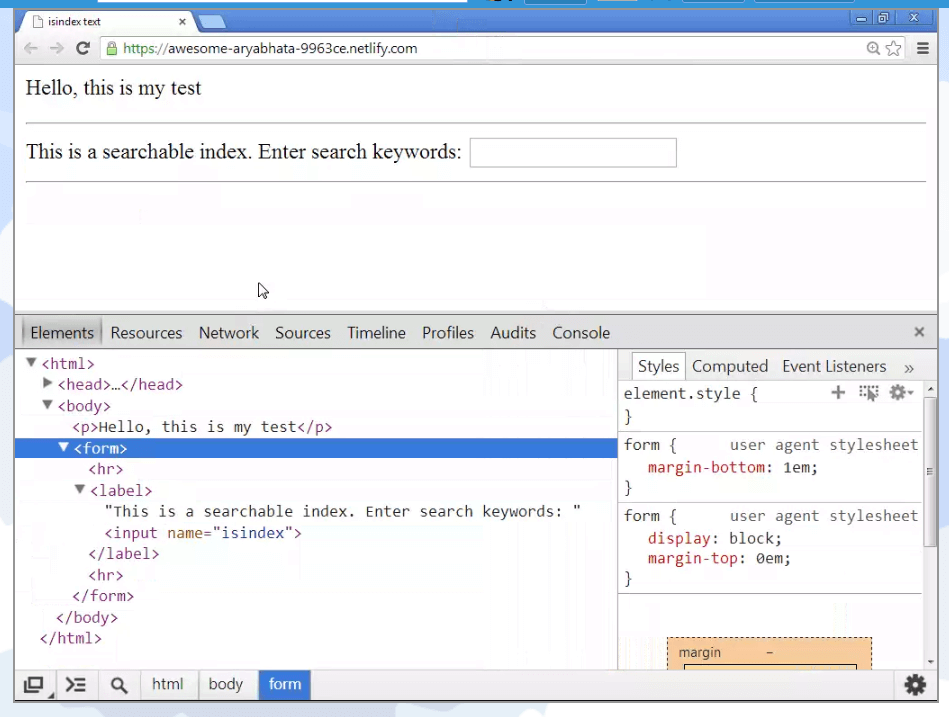 isindex text
https://awesome-aryabhata-9963ce.netlify.com
Hello, this is my test
This is a searchable index. Enter search keywords:
Elements Resources Network Sources Timeline Profiles Audits Console
<html>
<head>…</head>
<body>
<p>Hello, this is my test</p>
<form>
<hr>
<label>
"This is a searchable index. Enter search keywords: "
<input name="isindex">
</label>
<hr>
</form>
</body>
</html>
html body form
Styles Computed Event Listeners »
element.style {
}
form { user agent stylesheet
margin-bottom: 1em;
}
form { user agent stylesheet
display: block;
margin-top: 0em;
}
margin –